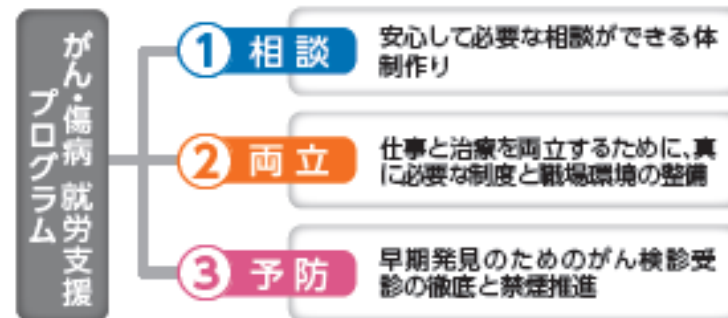 がん・傷病 就労支援
プログラム
1 相談
安心して必要な相談ができる体
制作り
2 両立
仕事と治療を両立するために、真
に必要な制度と職場環境の整備
3 予防
早期発見のためのがん検診受
診の徹底と禁煙推進